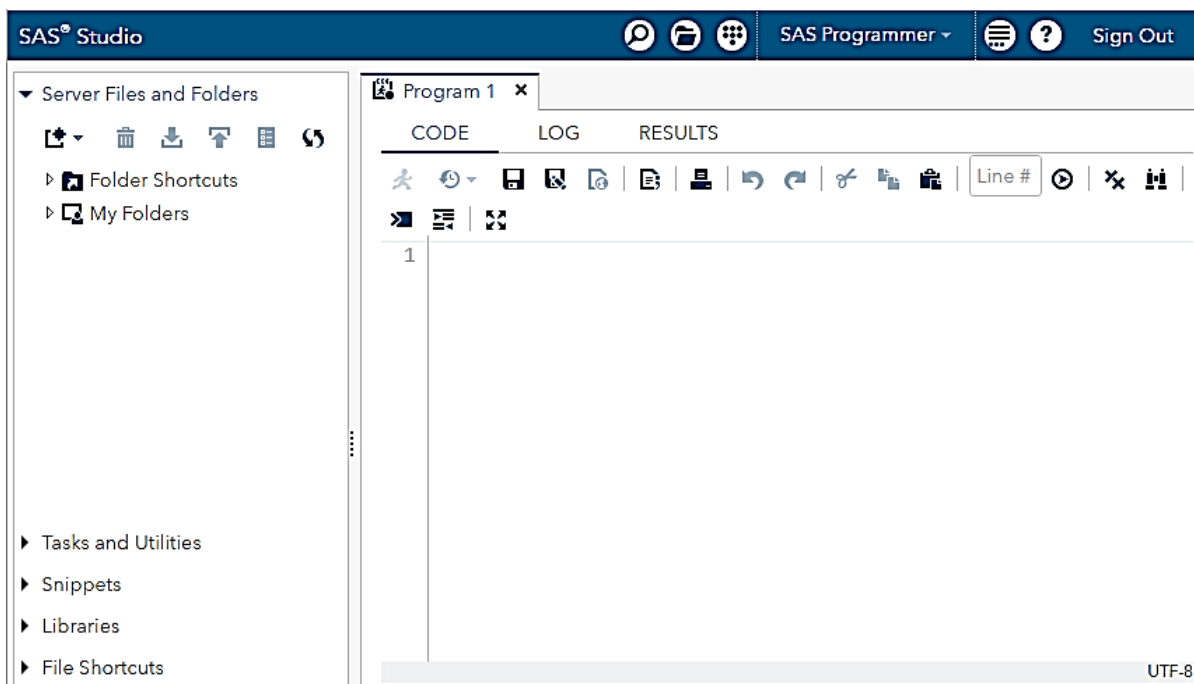 SAS® Studio
SAS Programmer
Sign Out
Server Files and Folders
Folder Shortcuts
My Folders
Tasks and Utilities
Snippets
Libraries
File Shortcuts
Program 1
CODE LOG RESULTS
Line #
1
UTF-8